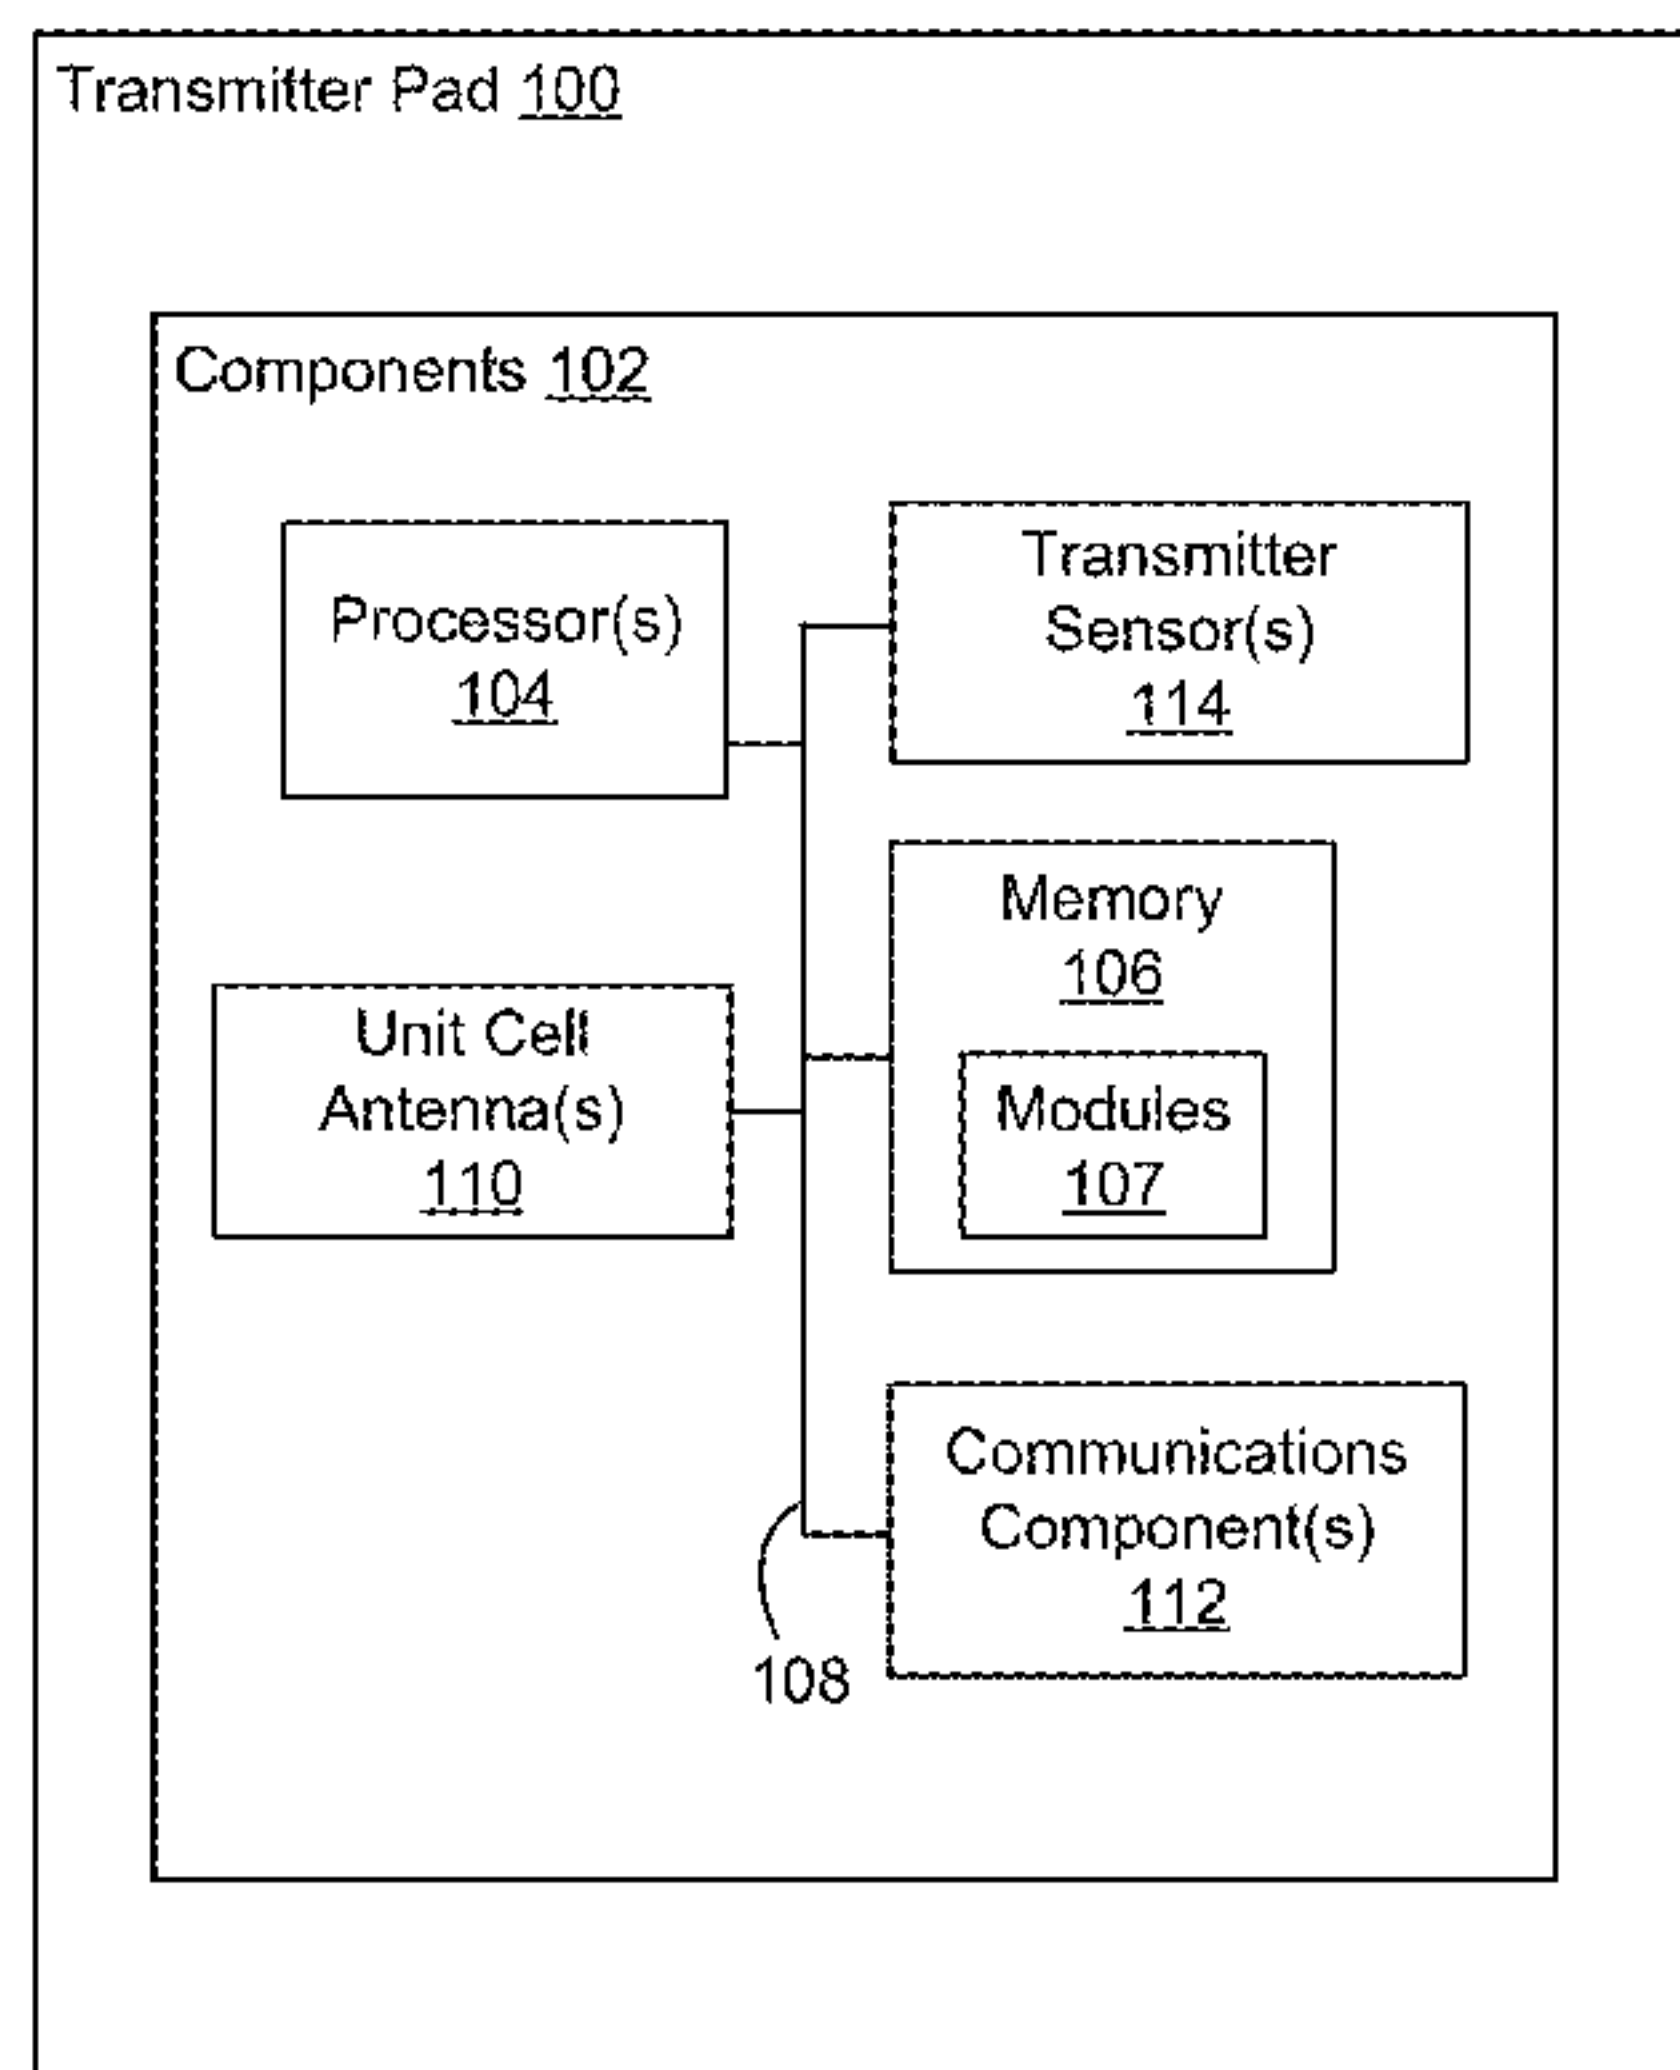 Transmitter Pad 100
Components 102
Processor(s)
104
Transmitter
Sensor(s)
114
Memory
106
Modules
107
Unit Cell
Antenna(s)
110
Communications
Component(s)
112
108